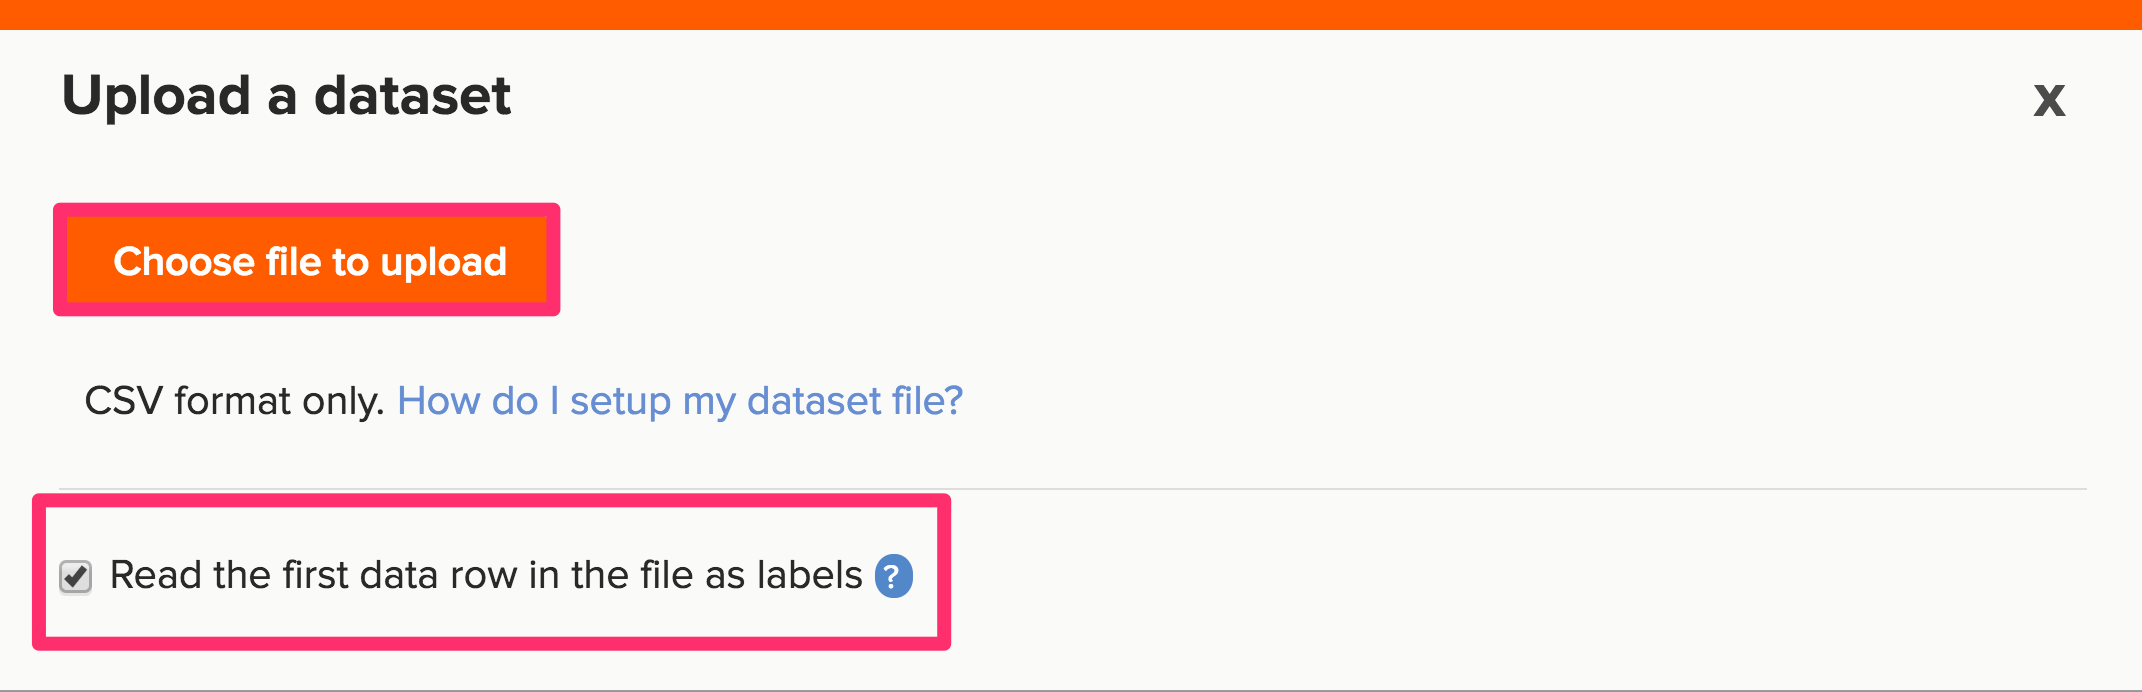 Upload a dataset
X
Choose file to upload
CSV format only. How do I setup my dataset file?
Read the first data row in the file as labels ?